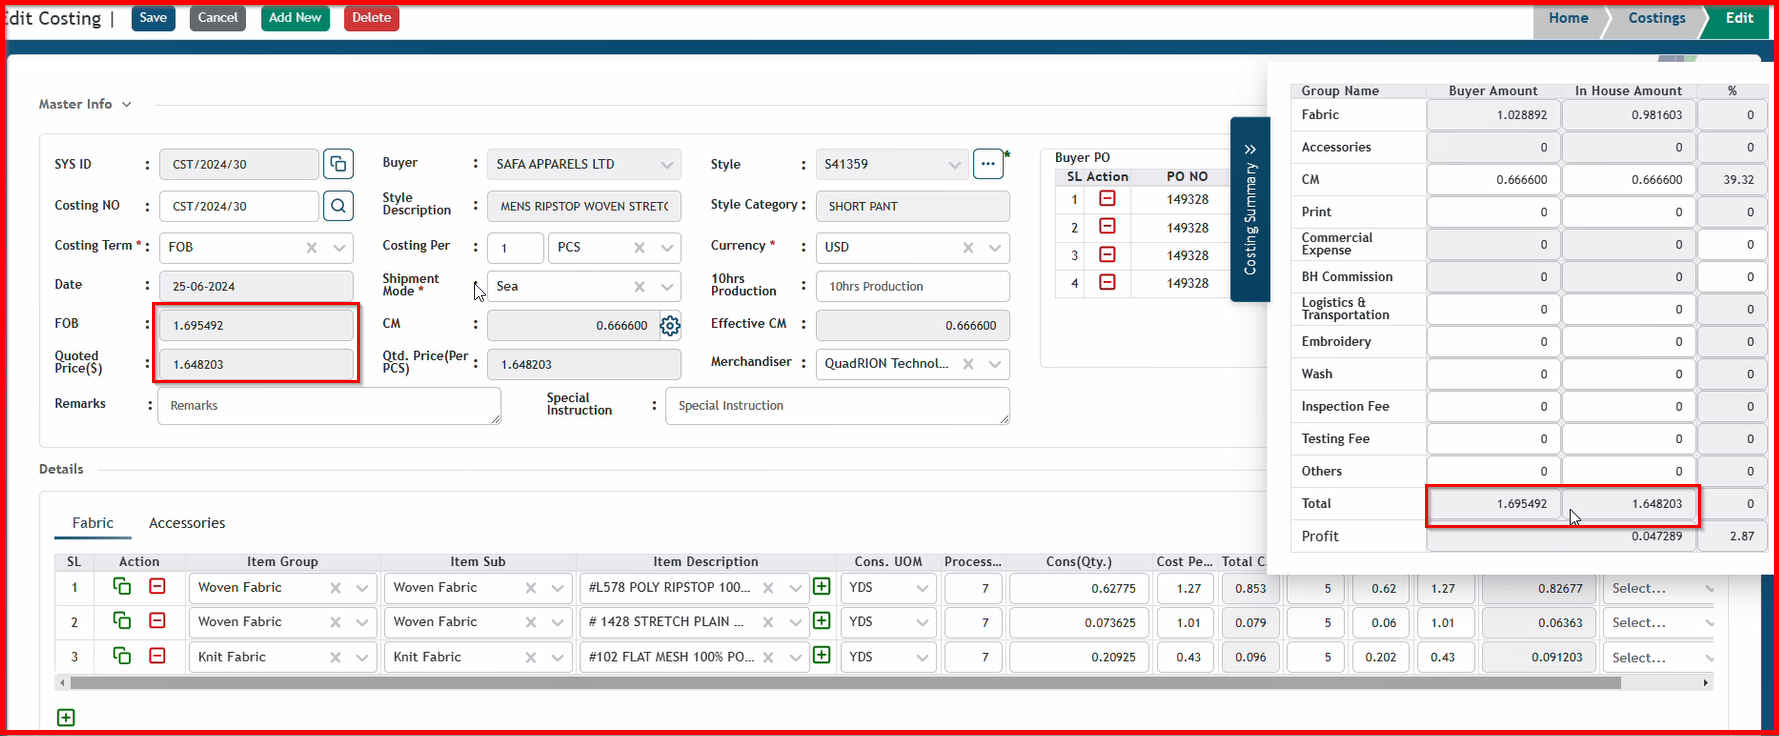 Edit Costing |
Save
Cancel
Add New
Delete
Home
Costings
Edit
Master Info
SYS ID : CST/2024/30
Buyer : SAFA APPARELS LTD
Style : S41359 ... *
Costing NO : CST/2024/30
Style Description : MENS RIPSTOP WOVEN STRETC
Style Category : SHORT PANT
Costing Term * : FOB
Costing Per : 1 PCS
Currency * : USD
Date : 25-06-2024
Shipment Mode * : Sea
10hrs Production : 10hrs Production
FOB : 1.695492
CM : 0.666600
Effective CM : 0.666600
Quoted Price($) : 1.648203
Qtd. Price(Per PCS) : 1.648203
Merchandiser : QuadRION Technol...
Remarks : Remarks
Special Instruction : Special Instruction
Buyer PO
SL Action PO NO
1 149328
2 149328
3 149328
4 149328
Costing Summary
Group Name Buyer Amount In House Amount %
Fabric 1.028892 0.981603 0
Accessories 0 0 0
CM 0.666600 0.666600 39.32
Print 0 0 0
Commercial Expense 0 0 0
BH Commission 0 0 0
Logistics & Transportation 0 0 0
Embroidery 0 0 0
Wash 0 0 0
Inspection Fee 0 0 0
Testing Fee 0 0 0
Others 0 0 0
Total 1.695492 1.648203 0
Profit 0.047289 2.87
Details
Fabric
Accessories
SL Action Item Group Item Sub Item Description Cons. UOM Process... Cons(Qty.) Cost Pe... Total C
1 Woven Fabric Woven Fabric #L578 POLY RIPSTOP 100... YDS 7 0.62775 1.27 0.853 5 0.62 1.27 0.82677 Select...
2 Woven Fabric Woven Fabric # 1428 STRETCH PLAIN ... YDS 7 0.073625 1.01 0.079 5 0.06 1.01 0.06363 Select...
3 Knit Fabric Knit Fabric #102 FLAT MESH 100% PO... YDS 7 0.20925 0.43 0.096 5 0.202 0.43 0.091203 Select...